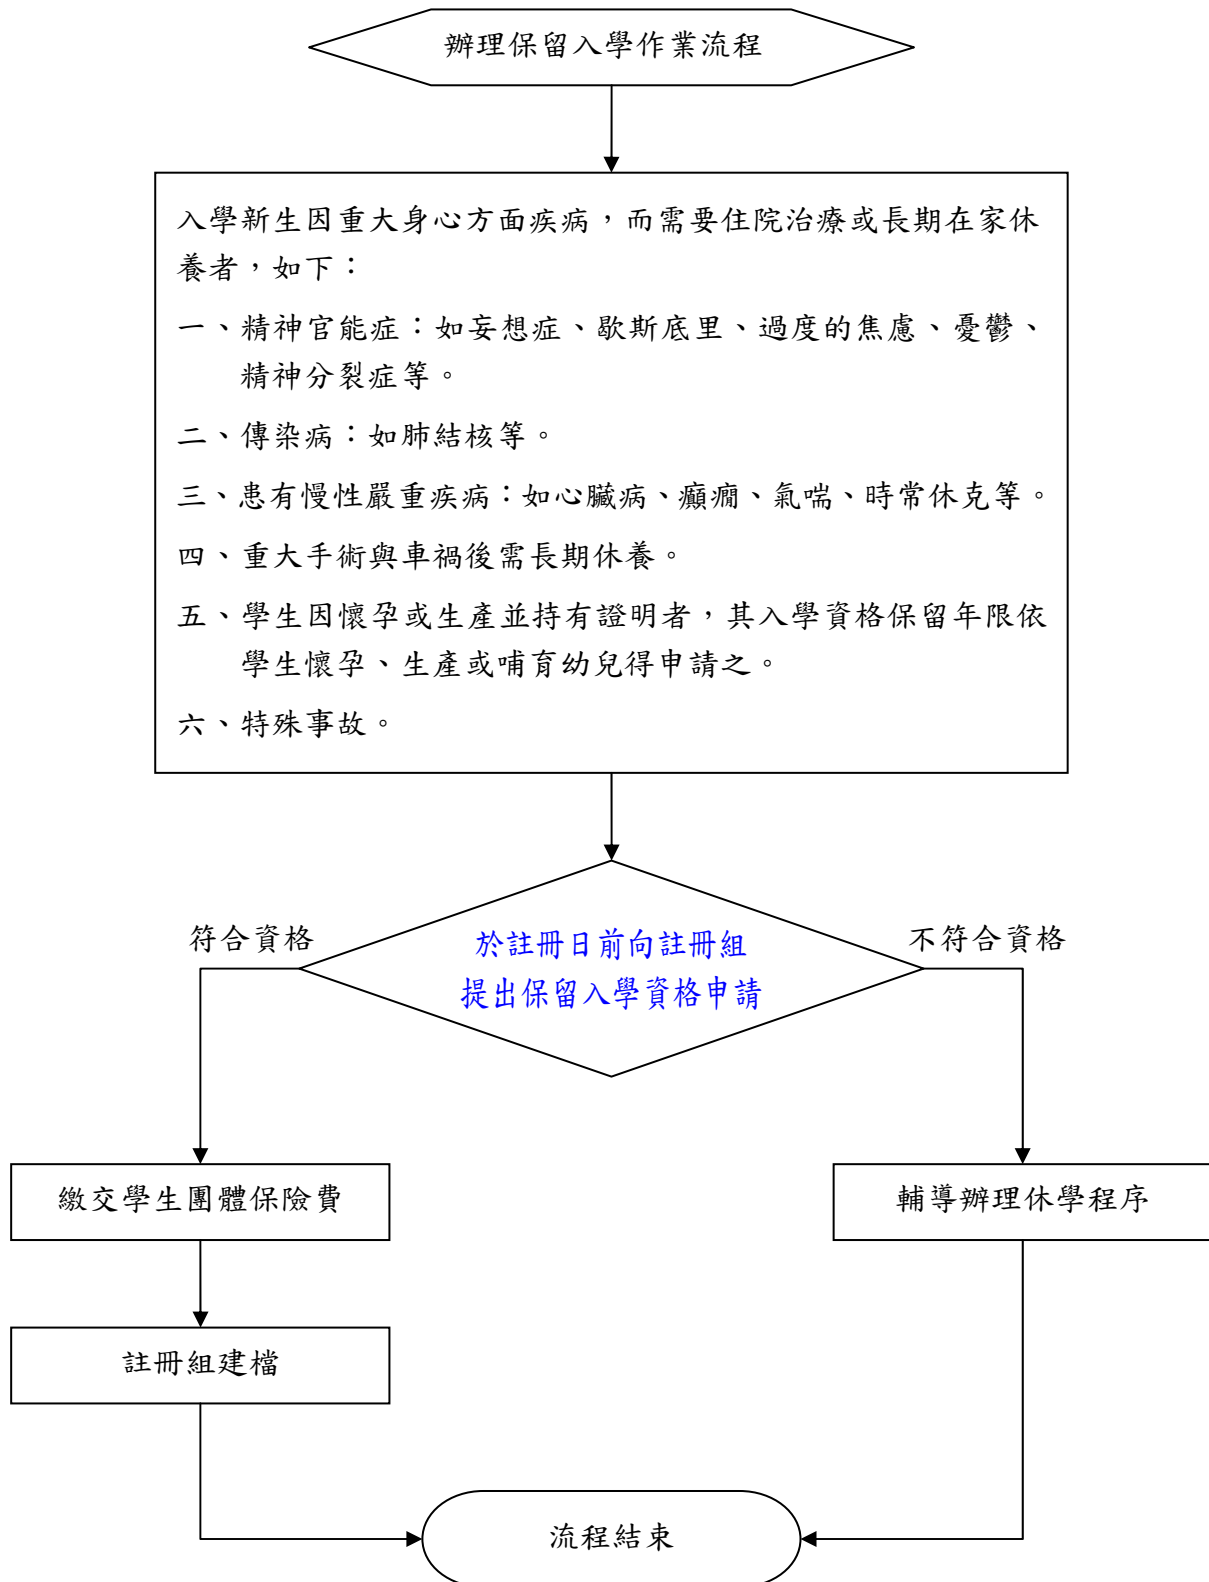 辦理保留入學作業流程
入學新生因重大身心方面疾病，而需要住院治療或長期在家休
養者，如下：
一、精神官能症：如妄想症、歇斯底里、過度的焦慮、憂鬱、
精神分裂症等。
二、傳染病：如肺結核等。
三、患有慢性嚴重疾病：如心臟病、癲癇、氣喘、時常休克等。
四、重大手術與車禍後需長期休養。
五、學生因懷孕或生產並持有證明者，其入學資格保留年限依
學生懷孕、生產或哺育幼兒得申請之。
六、特殊事故。
符合資格
於註冊日前向註冊組
提出保留入學資格申請
不符合資格
繳交學生團體保險費
輔導辦理休學程序
註冊組建檔
流程結束